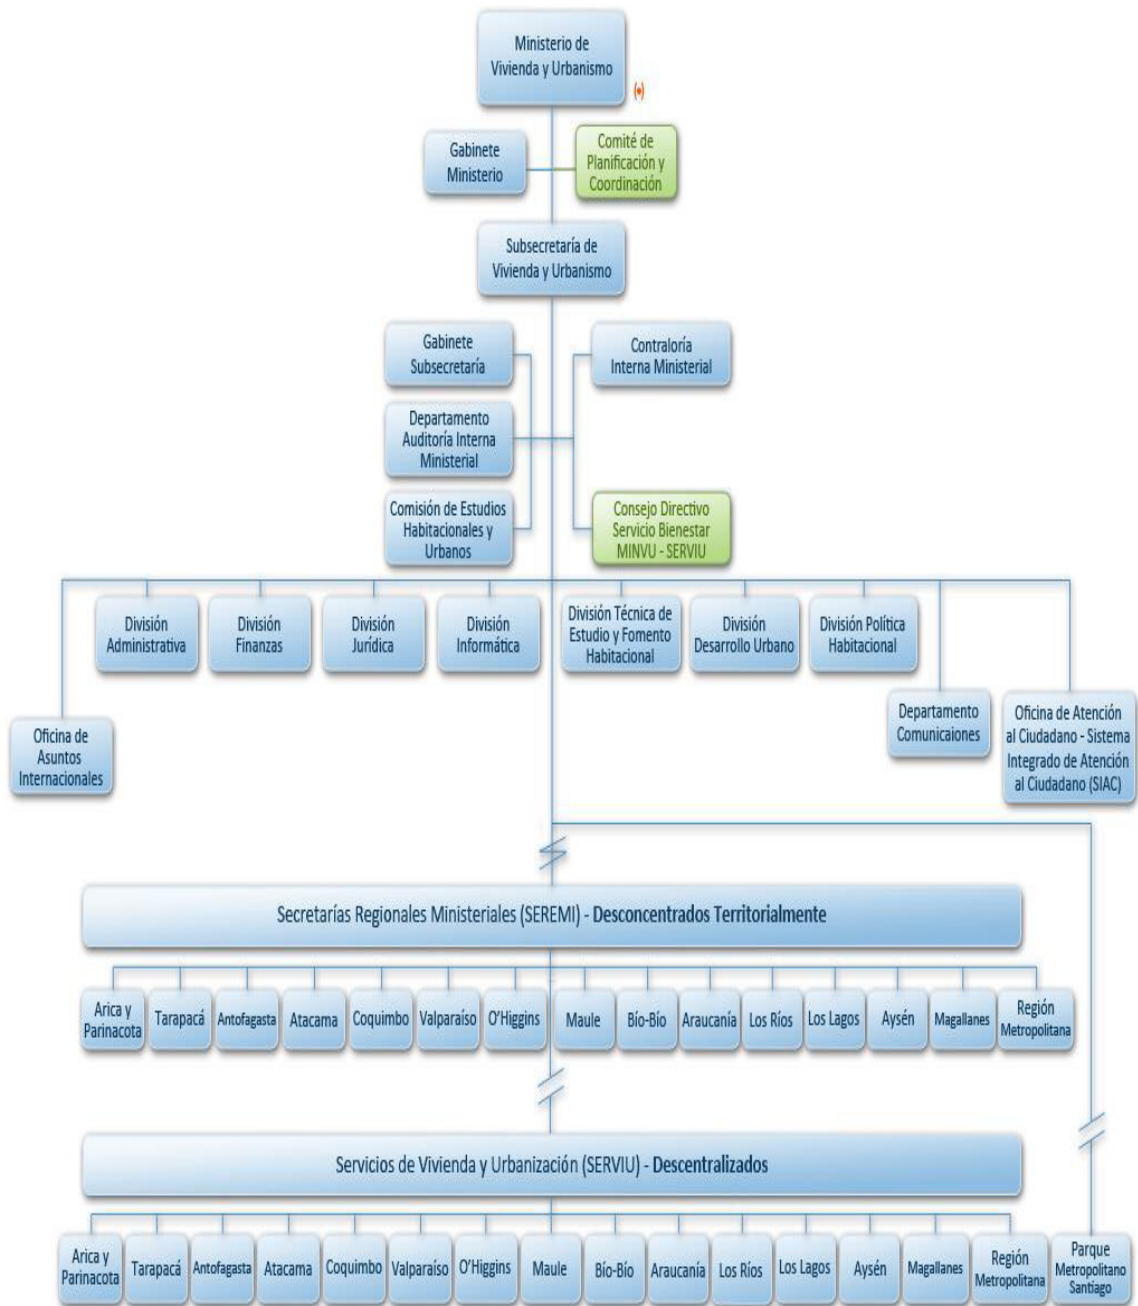 Ministerio de
Vivienda y Urbanismo
Gabinete
Ministerio
Comité de
Planificación y
Coordinación
Subsecretaría de
Vivienda y Urbanismo
Gabinete
Subsecretaría
Contraloría
Interna Ministerial
Departamento
Auditoría Interna
Ministerial
Comisión de Estudios
Habitacionales y
Urbanos
Consejo Directivo
Servicio Bienestar
MINVU - SERVIU
División
Administrativa
División
Finanzas
División
Jurídica
División
Informática
División Técnica de
Estudio y Fomento
Habitacional
División
Desarrollo Urbano
División Política
Habitacional
Oficina de
Asuntos
Internacionales
Departamento
Comunicaiones
Oficina de Atención
al Ciudadano - Sistema
Integrado de Atención
al Ciudadano (SIAC)
Secretarías Regionales Ministeriales (SEREMI) - Desconcentrados Territorialmente
Arica y
Parinacota
Tarapacá
Antofagasta
Atacama
Coquimbo
Valparaíso
O'Higgins
Maule
Bío-Bío
Araucanía
Los Ríos
Los Lagos
Aysén
Magallanes
Región
Metropolitana
Servicios de Vivienda y Urbanización (SERVIU) - Descentralizados
Arica y
Parinacota
Tarapacá
Antofagasta
Atacama
Coquimbo
Valparaíso
O'Higgins
Maule
Bío-Bío
Araucanía
Los Ríos
Los Lagos
Aysén
Magallanes
Región
Metropolitana
Parque
Metropolitano
Santiago